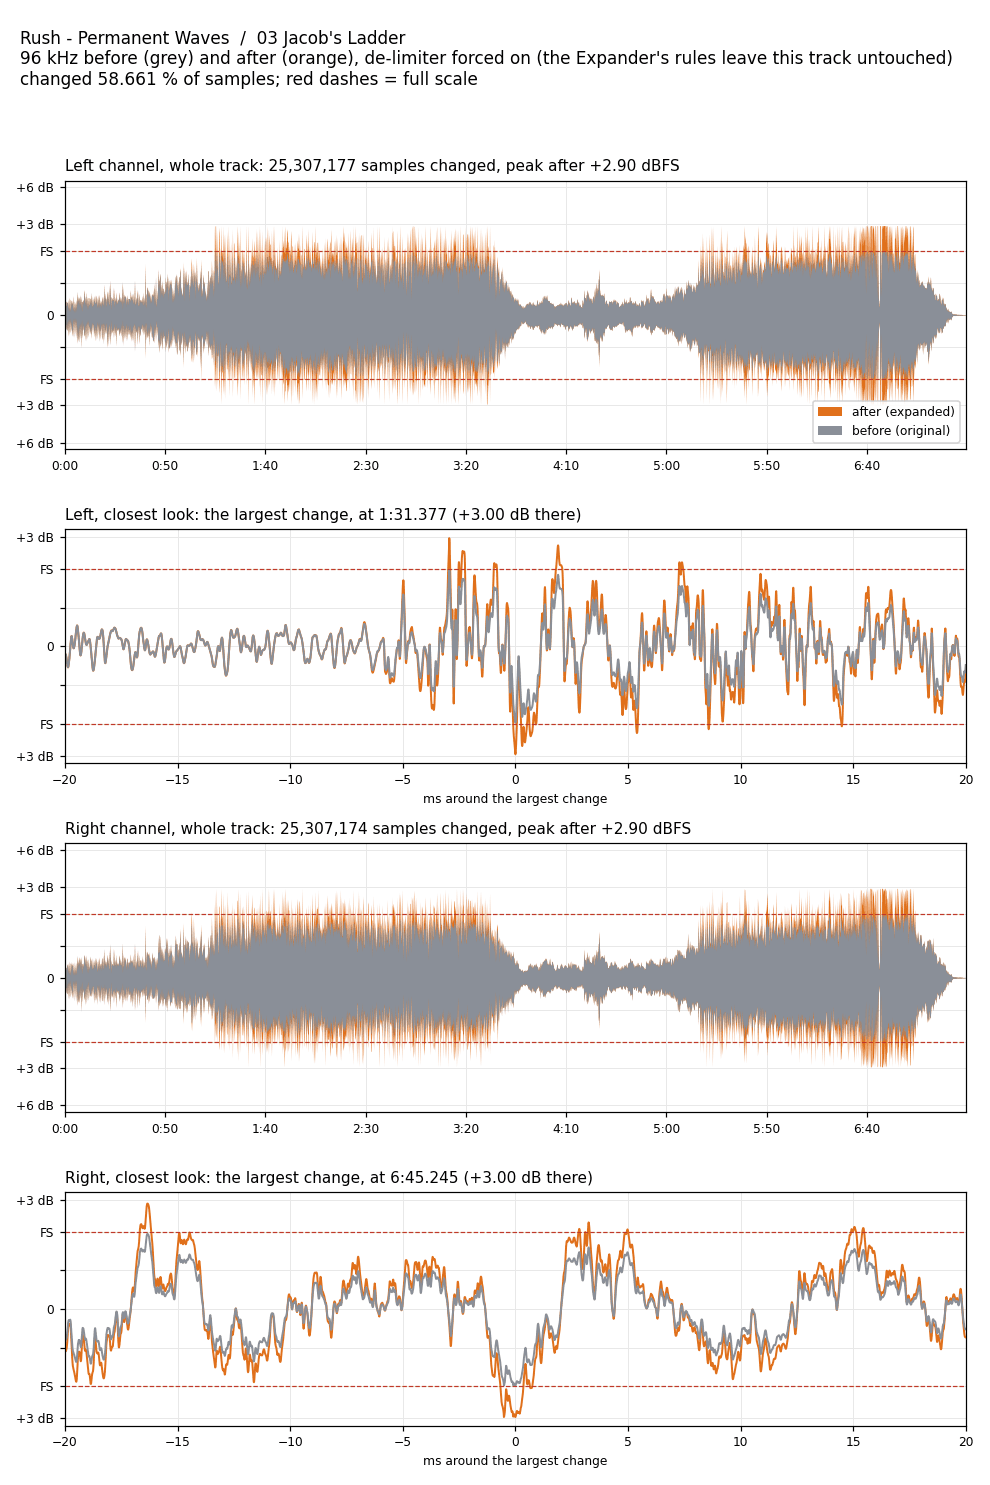 Rush - Permanent Waves  /  03 Jacob's Ladder
96 kHz before (grey) and after (orange), de-limiter forced on (the Expander's rules leave this track untouched)
changed 58.661 % of samples; red dashes = full scale
Left channel, whole track: 25,307,177 samples changed, peak after +2.90 dBFS
+6 dB
+3 dB
FS
0
FS
+3 dB
+6 dB
after (expanded)
before (original)
0:00 0:50 1:40 2:30 3:20 4:10 5:00 5:50 6:40
Left, closest look: the largest change, at 1:31.377 (+3.00 dB there)
+3 dB
FS
0
FS
+3 dB
−20 −15 −10 −5 0 5 10 15 20
ms around the largest change
Right channel, whole track: 25,307,174 samples changed, peak after +2.90 dBFS
+6 dB
+3 dB
FS
0
FS
+3 dB
+6 dB
0:00 0:50 1:40 2:30 3:20 4:10 5:00 5:50 6:40
Right, closest look: the largest change, at 6:45.245 (+3.00 dB there)
+3 dB
FS
0
FS
+3 dB
−20 −15 −10 −5 0 5 10 15 20
ms around the largest change